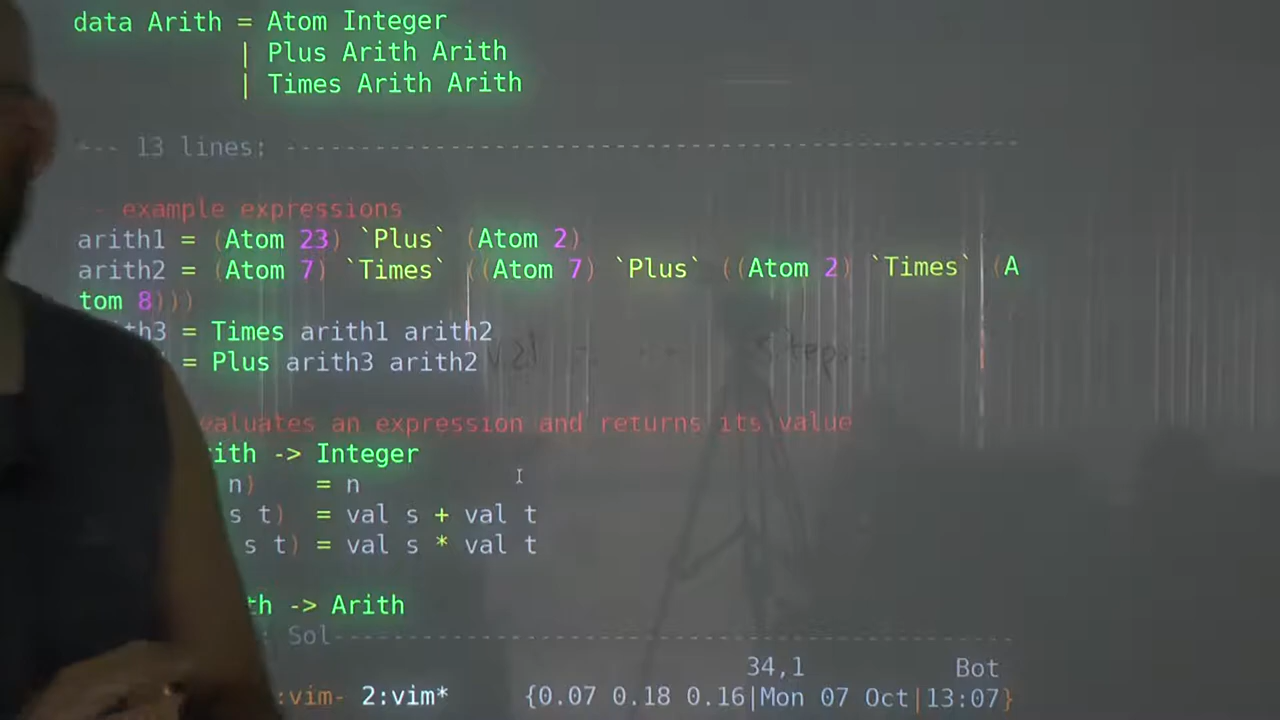 data Arith = Atom Integer
| Plus Arith Arith
| Times Arith Arith
--- 13 lines: ---
-- example expressions
arith1 = (Atom 23) `Plus` (Atom 2)
arith2 = (Atom 7) `Times` ((Atom 7) `Plus` ((Atom 2) `Times` (A
tom 8)))
ith3 = Times arith1 arith2
= Plus arith3 arith2
valuates an expression and returns its value
ith -> Integer
n) = n
s t) = val s + val t
s t) = val s * val t
th -> Arith
: Sol---
34,1 Bot
:vim- 2:vim* {0.07 0.18 0.16|Mon 07 Oct|13:07}